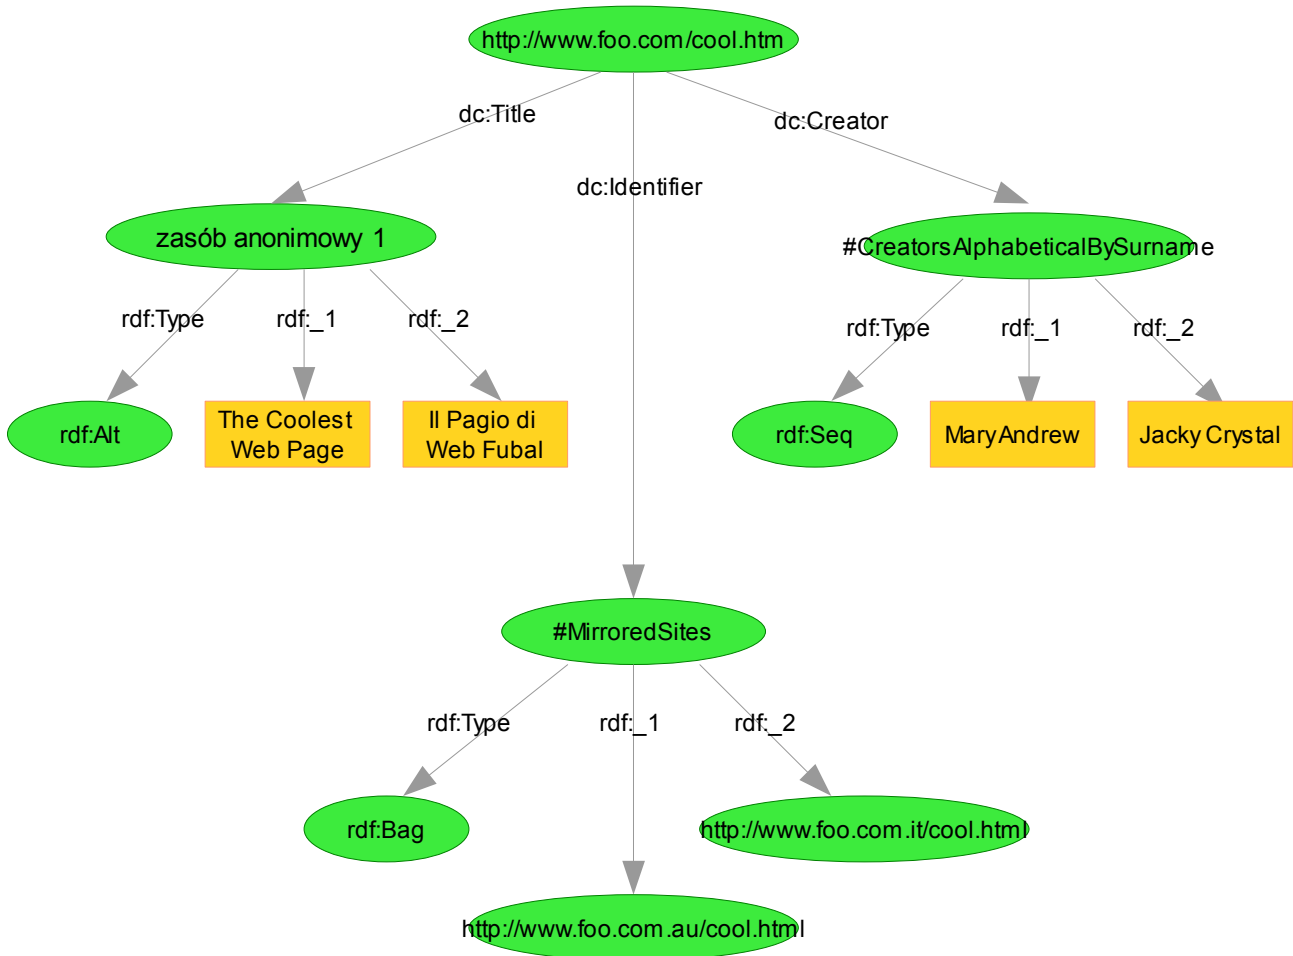 http://www.foo.com/cool.htm
dc:Title
dc:Creator
dc:Identifier
zasób anonimowy 1
#CreatorsAlphabeticalBySurname
rdf:Type
rdf:_1
rdf:_2
rdf:Type
rdf:_1
rdf:_2
rdf:Alt
The Coolest
Web Page
Il Pagio di
Web Fubal
rdf:Seq
Mary Andrew
Jacky Crystal
#MirroredSites
rdf:Type
rdf:_1
rdf:_2
rdf:Bag
http://www.foo.com.it/cool.html
http://www.foo.com.au/cool.html